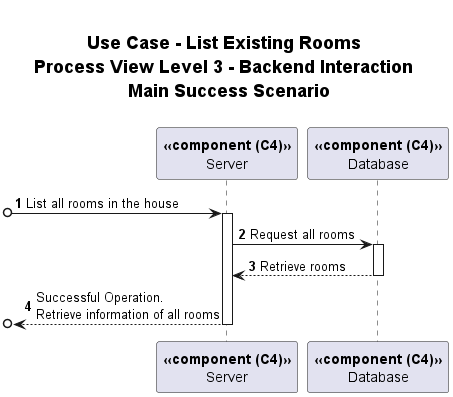 Use Case - List Existing Rooms
Process View Level 3 - Backend Interaction
Main Success Scenario
«component (C4)» «component (C4)»
Server Database
1 List all rooms in the house
2 Request all rooms
3 Retrieve rooms
4 Successful Operation.
Retrieve information of all rooms
«component (C4)» «component (C4)»
Server Database